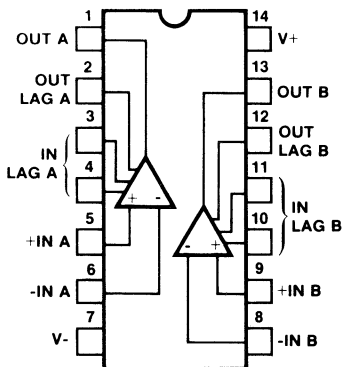 1
OUT A
2
OUT
LAG A
3
IN
LAG A
4
5
+IN A
6
-IN A
7
V-
14
V+
13
OUT B
12
OUT
LAG B
11
IN
LAG B
10
9
+IN B
8
-IN B
+ -
- +